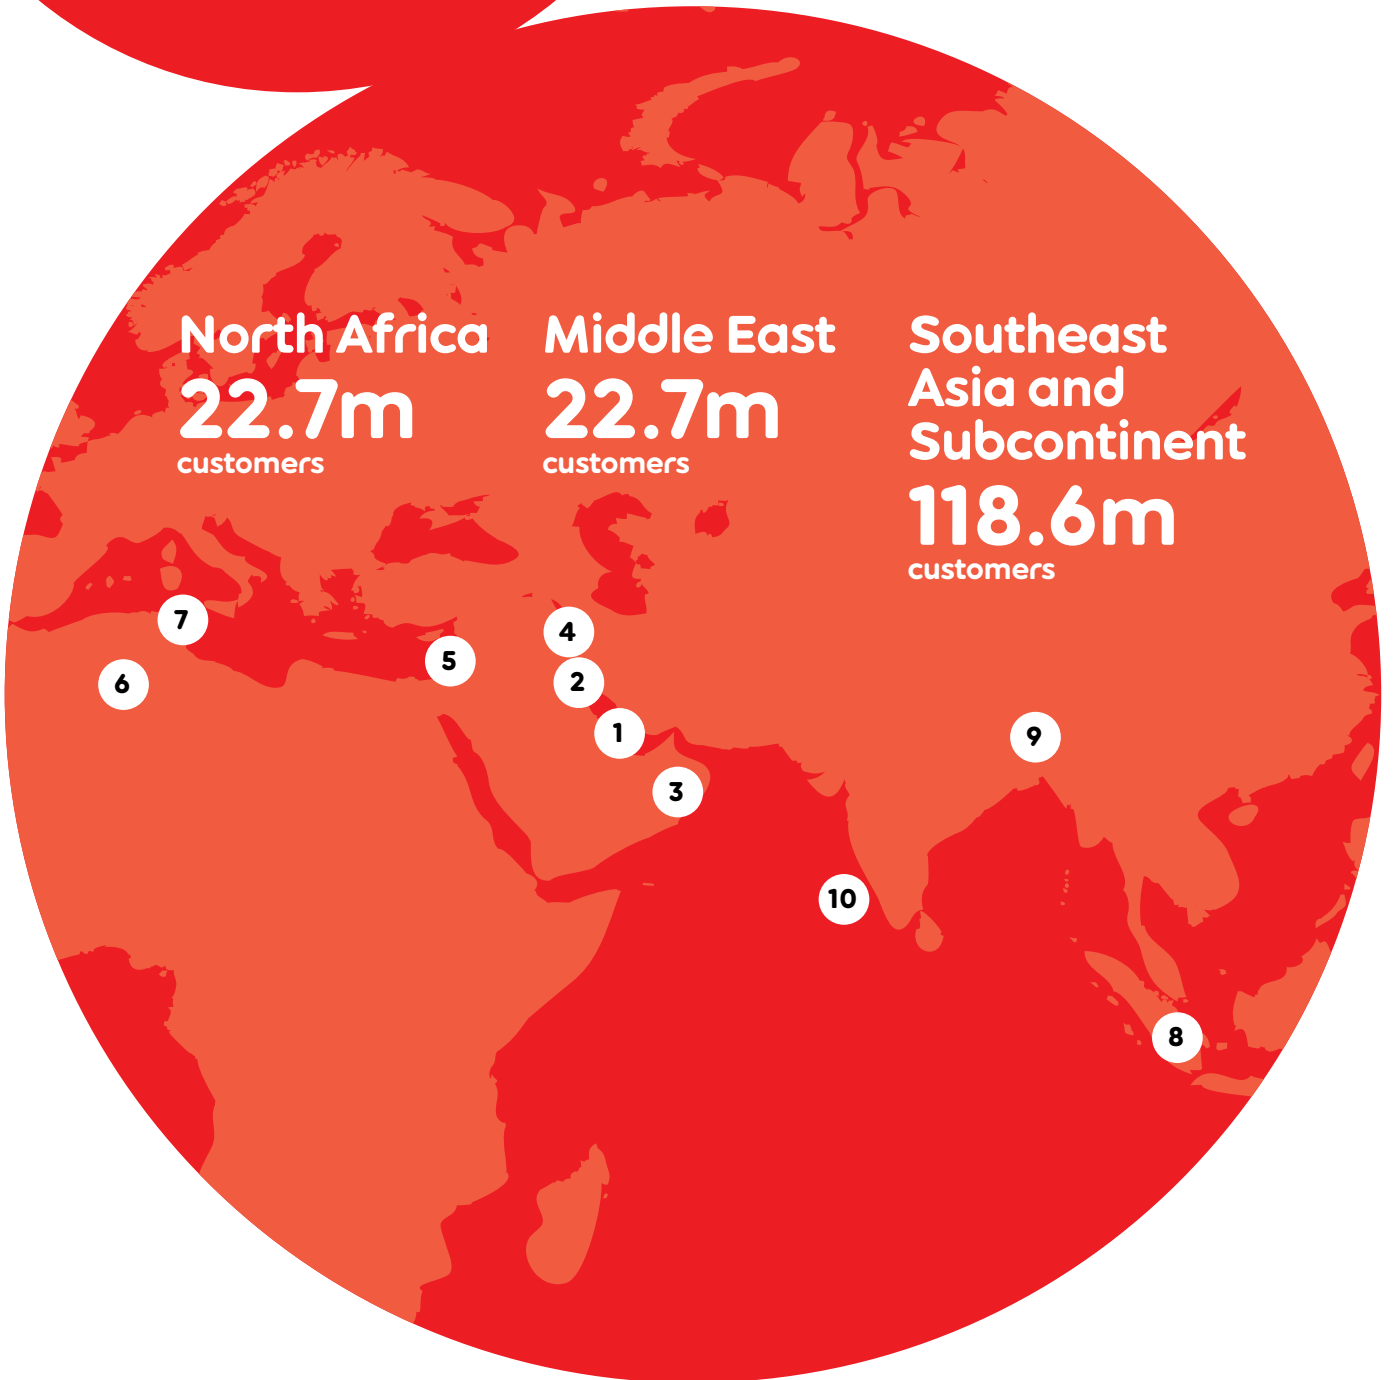 North Africa
22.7m
customers
Middle East
22.7m
customers
Southeast
Asia and
Subcontinent
118.6m
customers
7
4
5
6
2
1
9
3
10
8